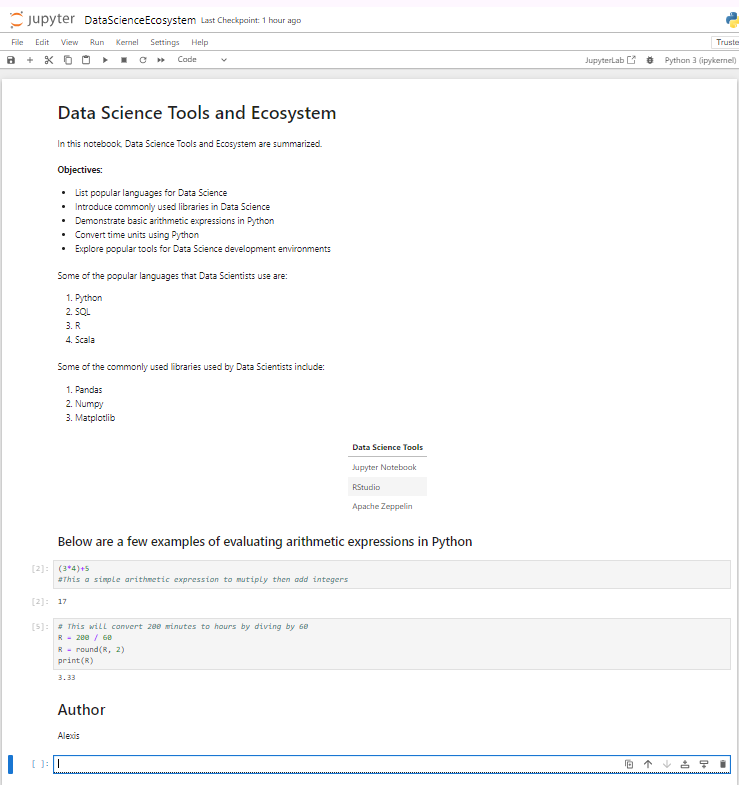 jupyter DataScienceEcosystem Last Checkpoint: 1 hour ago
File Edit View Run Kernel Settings Help Truste
Code JupyterLab Python 3 (ipykernel)
Data Science Tools and Ecosystem
In this notebook, Data Science Tools and Ecosystem are summarized.
Objectives:
• List popular languages for Data Science
• Introduce commonly used libraries in Data Science
• Demonstrate basic arithmetic expressions in Python
• Convert time units using Python
• Explore popular tools for Data Science development environments
Some of the popular languages that Data Scientists use are:
1. Python
2. SQL
3. R
4. Scala
Some of the commonly used libraries used by Data Scientists include:
1. Pandas
2. Numpy
3. Matplotlib
Data Science Tools
Jupyter Notebook
RStudio
Apache Zeppelin
Below are a few examples of evaluating arithmetic expressions in Python
[2]: (3*4)+5
#This a simple arithmetic expression to mutiply then add integers
[2]: 17
[5]: # This will convert 200 minutes to hours by diving by 60
R = 200 / 60
R = round(R, 2)
print(R)
3.33
Author
Alexis
[ ]: